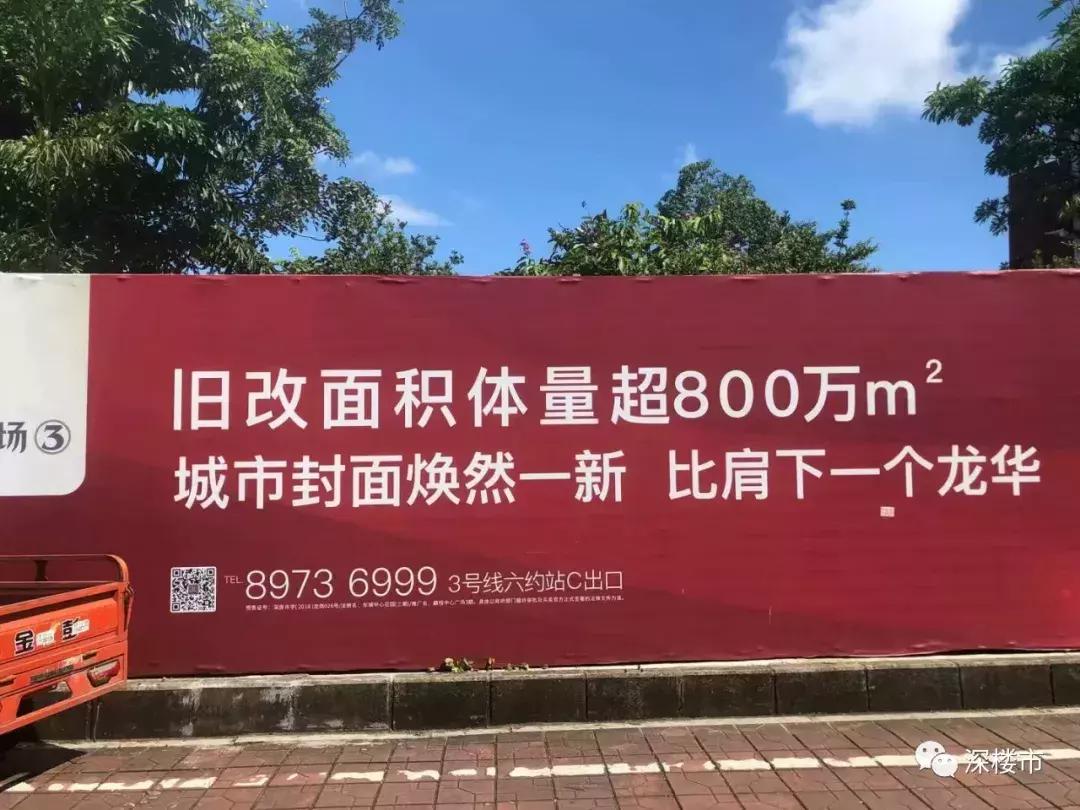 场③
旧改面积体量超800万m²
城市封面焕然一新 比肩下一个龙华
TEL 8973 6999 3号线六约站C出口
金彭
深楼市